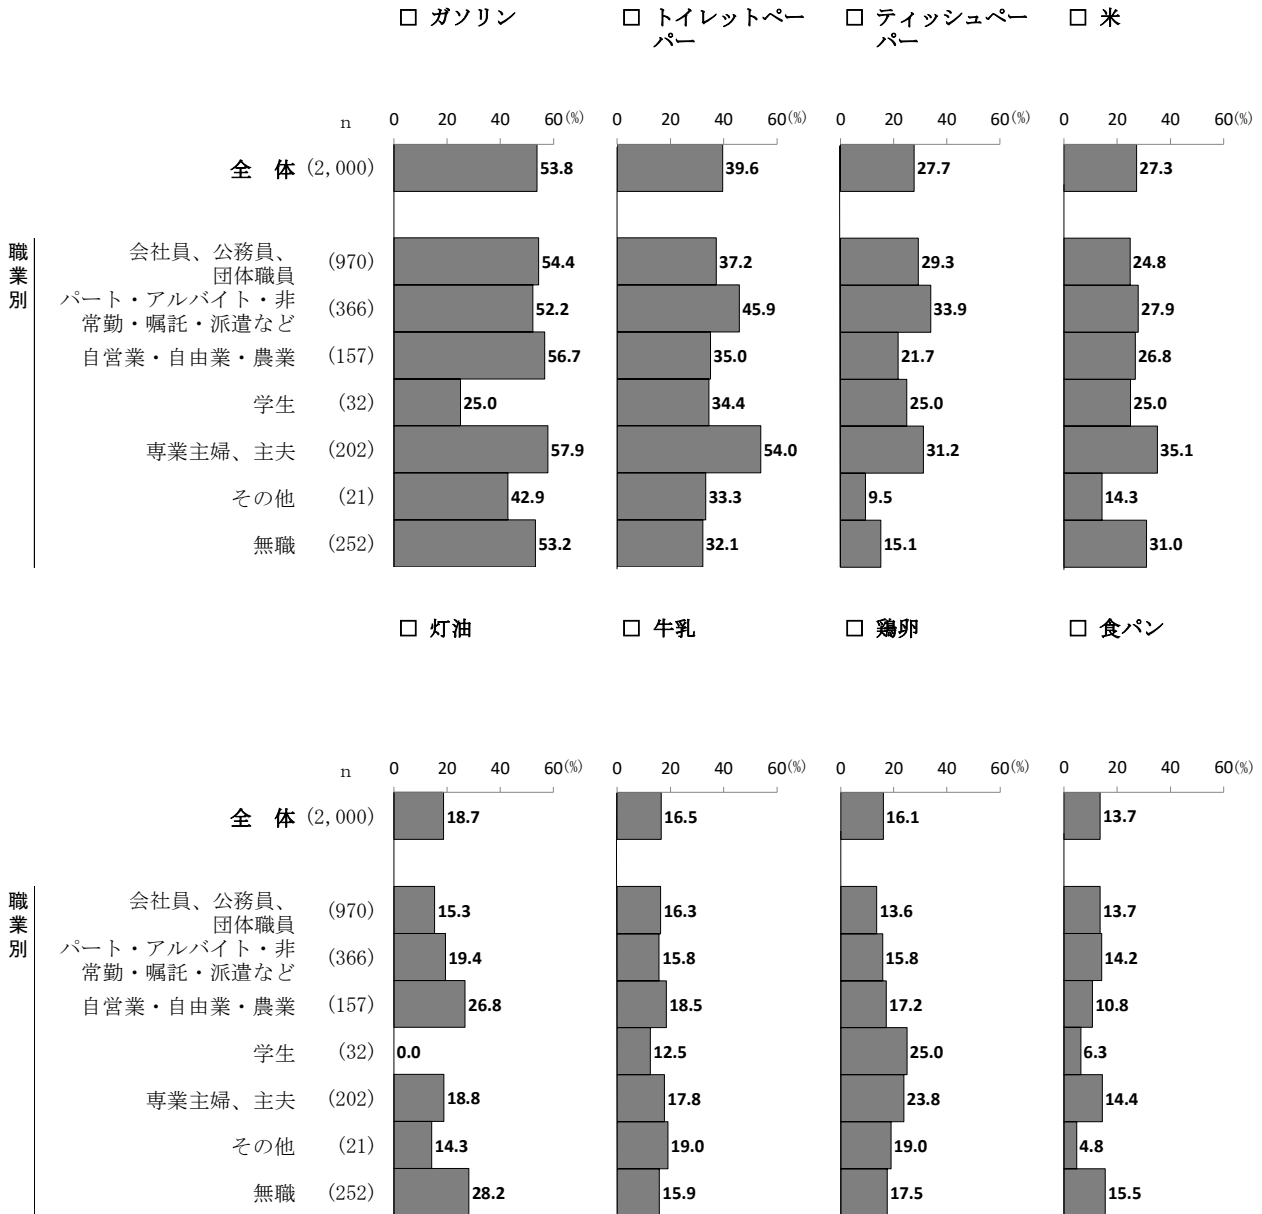 □ ガソリン □ トイレットペー □ ティッシュペー □ 米
パー パー
n 0 20 40 60(%) 0 20 40 60(%) 0 20 40 60(%) 0 20 40 60(%)
全 体 (2,000) 53.8 39.6 27.7 27.3
職業別
会社員、公務員、
団体職員 (970) 54.4 37.2 29.3 24.8
パート・アルバイト・非
常勤・嘱託・派遣など (366) 52.2 45.9 33.9 27.9
自営業・自由業・農業 (157) 56.7 35.0 21.7 26.8
学生 (32) 25.0 34.4 25.0 25.0
専業主婦、主夫 (202) 57.9 54.0 31.2 35.1
その他 (21) 42.9 33.3 9.5 14.3
無職 (252) 53.2 32.1 15.1 31.0
□ 灯油 □ 牛乳 □ 鶏卵 □ 食パン
n 0 20 40 60(%) 0 20 40 60(%) 0 20 40 60(%) 0 20 40 60(%)
全 体 (2,000) 18.7 16.5 16.1 13.7
職業別
会社員、公務員、
団体職員 (970) 15.3 16.3 13.6 13.7
パート・アルバイト・非
常勤・嘱託・派遣など (366) 19.4 15.8 15.8 14.2
自営業・自由業・農業 (157) 26.8 18.5 17.2 10.8
学生 (32) 0.0 12.5 25.0 6.3
専業主婦、主夫 (202) 18.8 17.8 23.8 14.4
その他 (21) 14.3 19.0 19.0 4.8
無職 (252) 28.2 15.9 17.5 15.5